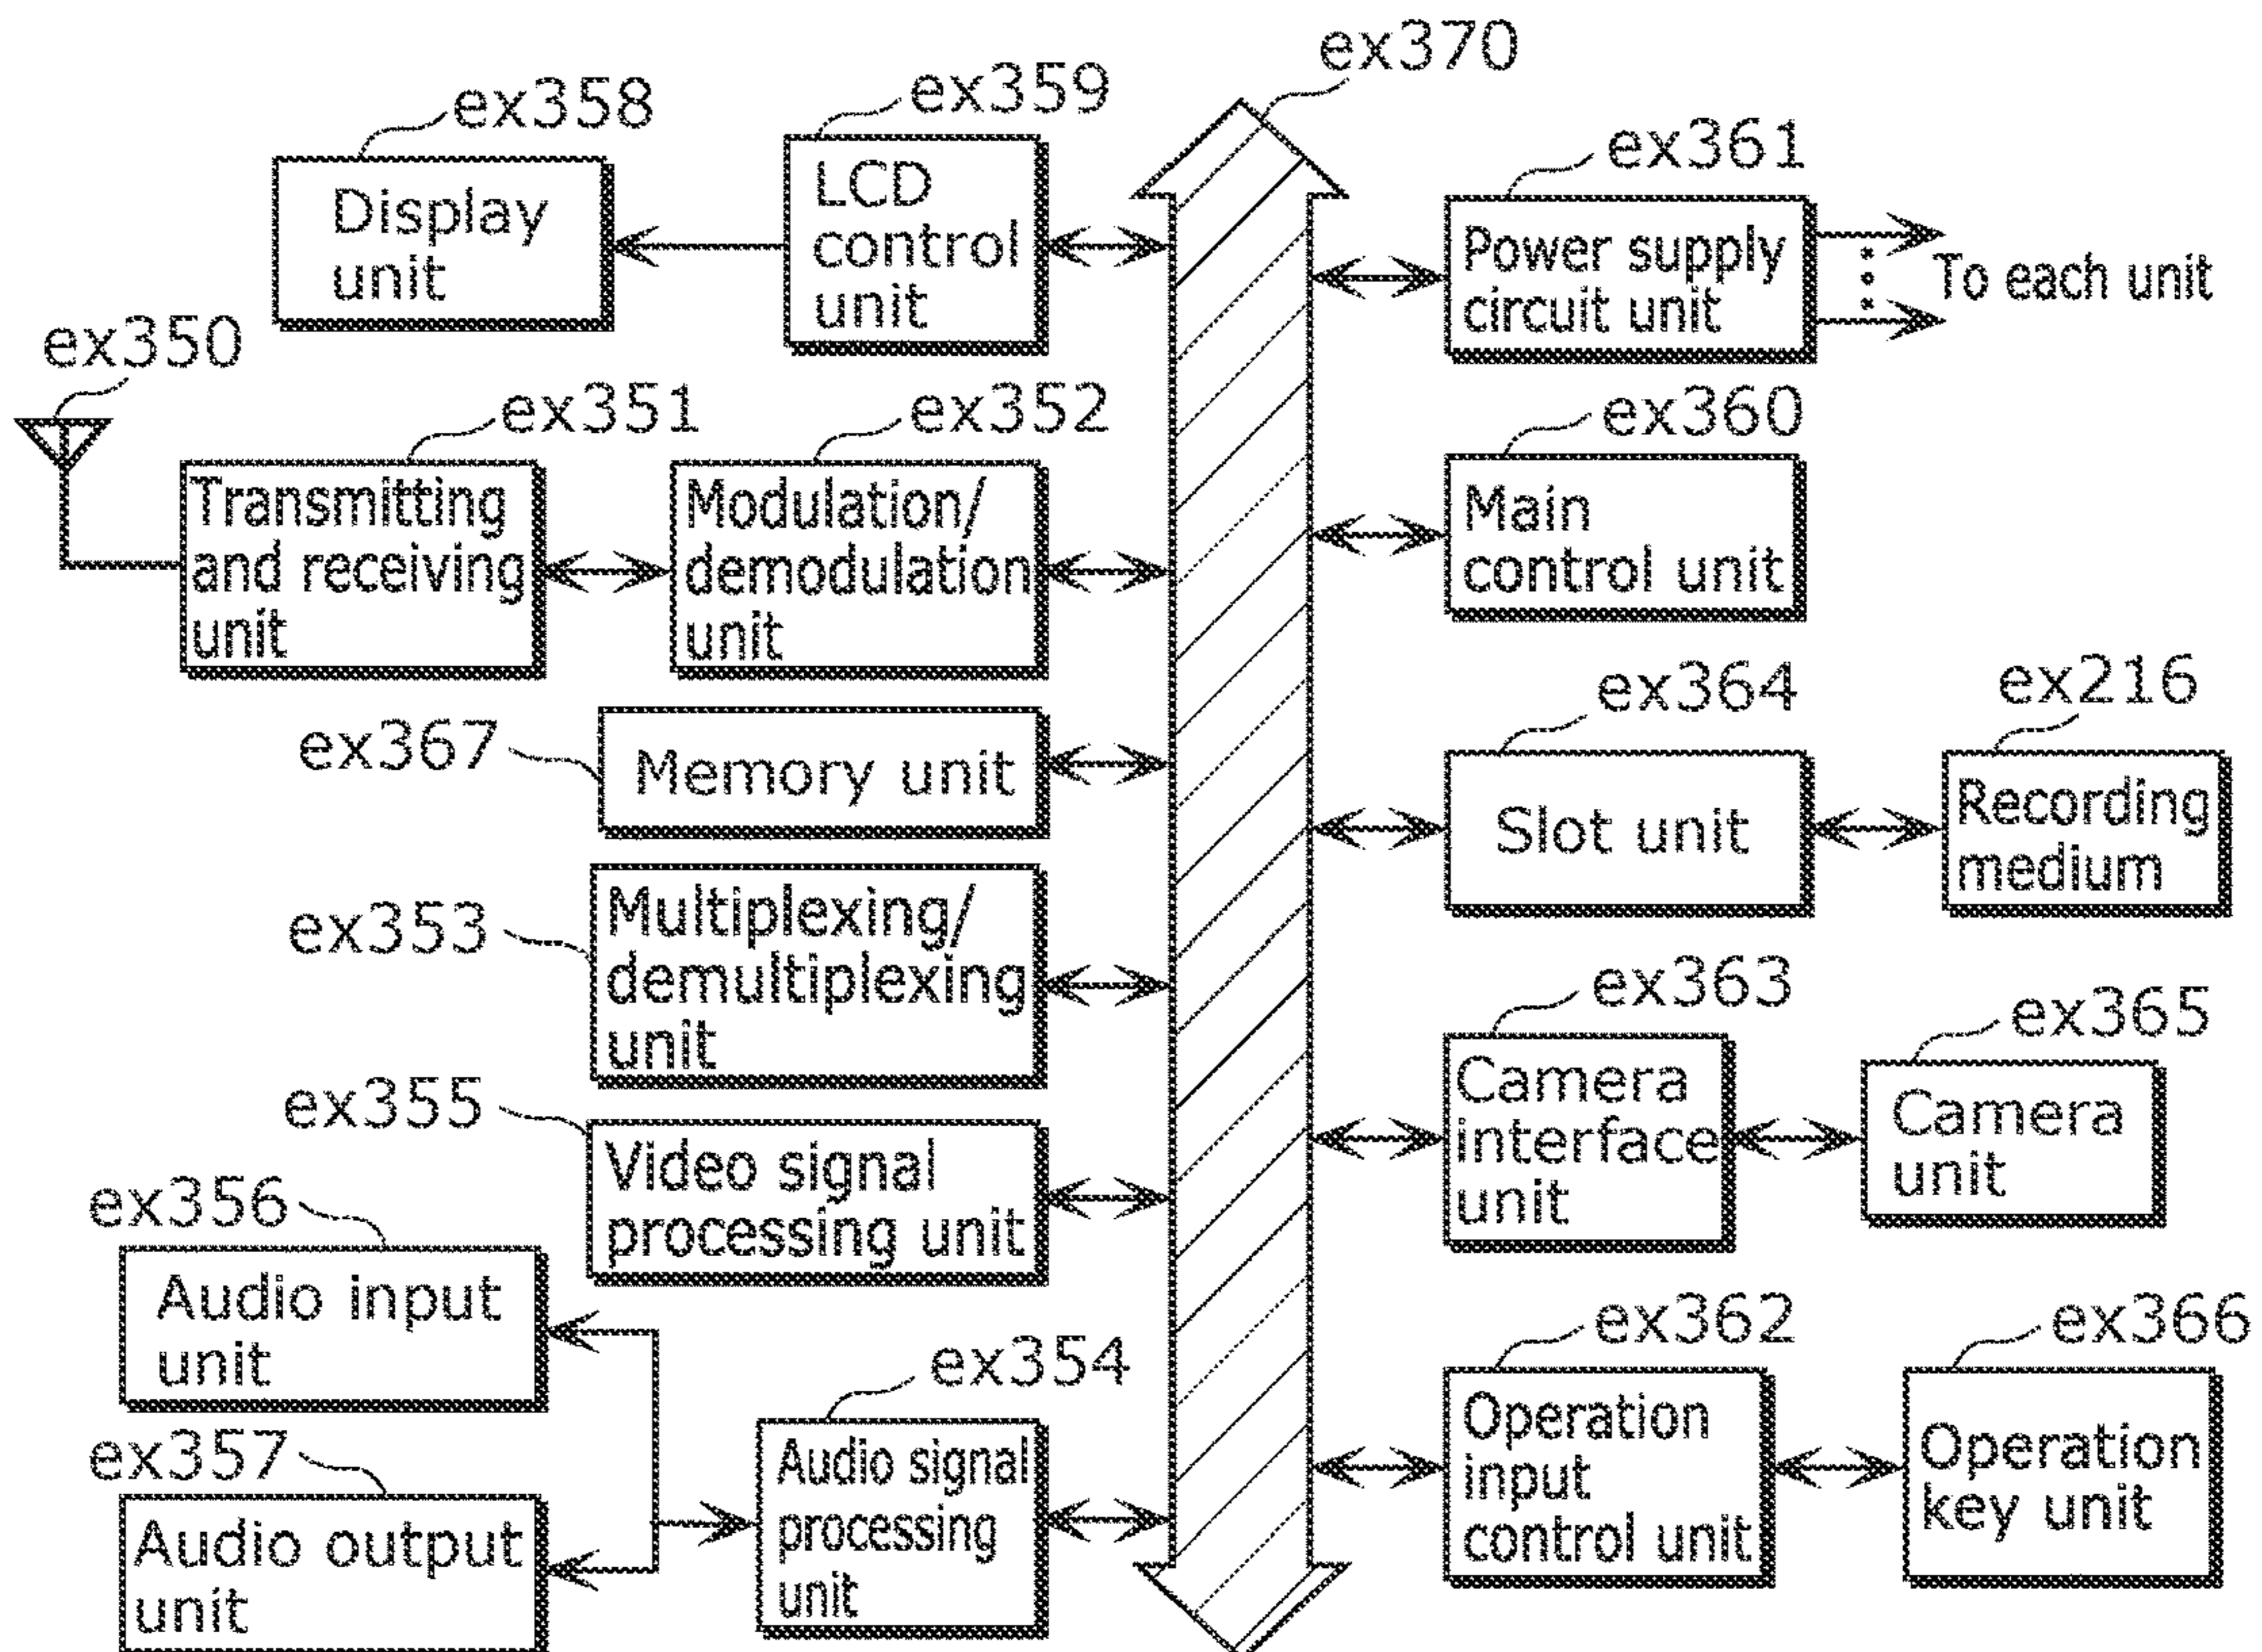 ex370
ex359
ex358
ex361
LCD
control
unit
Display
unit
Power supply
circuit unit
To each unit
ex350
ex351
ex352
ex360
Transmitting
and receiving
unit
Modulation/
demodulation
unit
Main
control unit
ex364
ex216
ex367
Memory unit
Slot unit
Recording
medium
ex353
Multiplexing/
demultiplexing
unit
ex363
ex365
Camera
interface
unit
Camera
unit
ex355
Video signal
processing unit
ex356
Audio input
unit
ex362
ex366
ex354
Operation
input
control unit
Operation
key unit
ex357
Audio output
unit
Audio signal
processing
unit